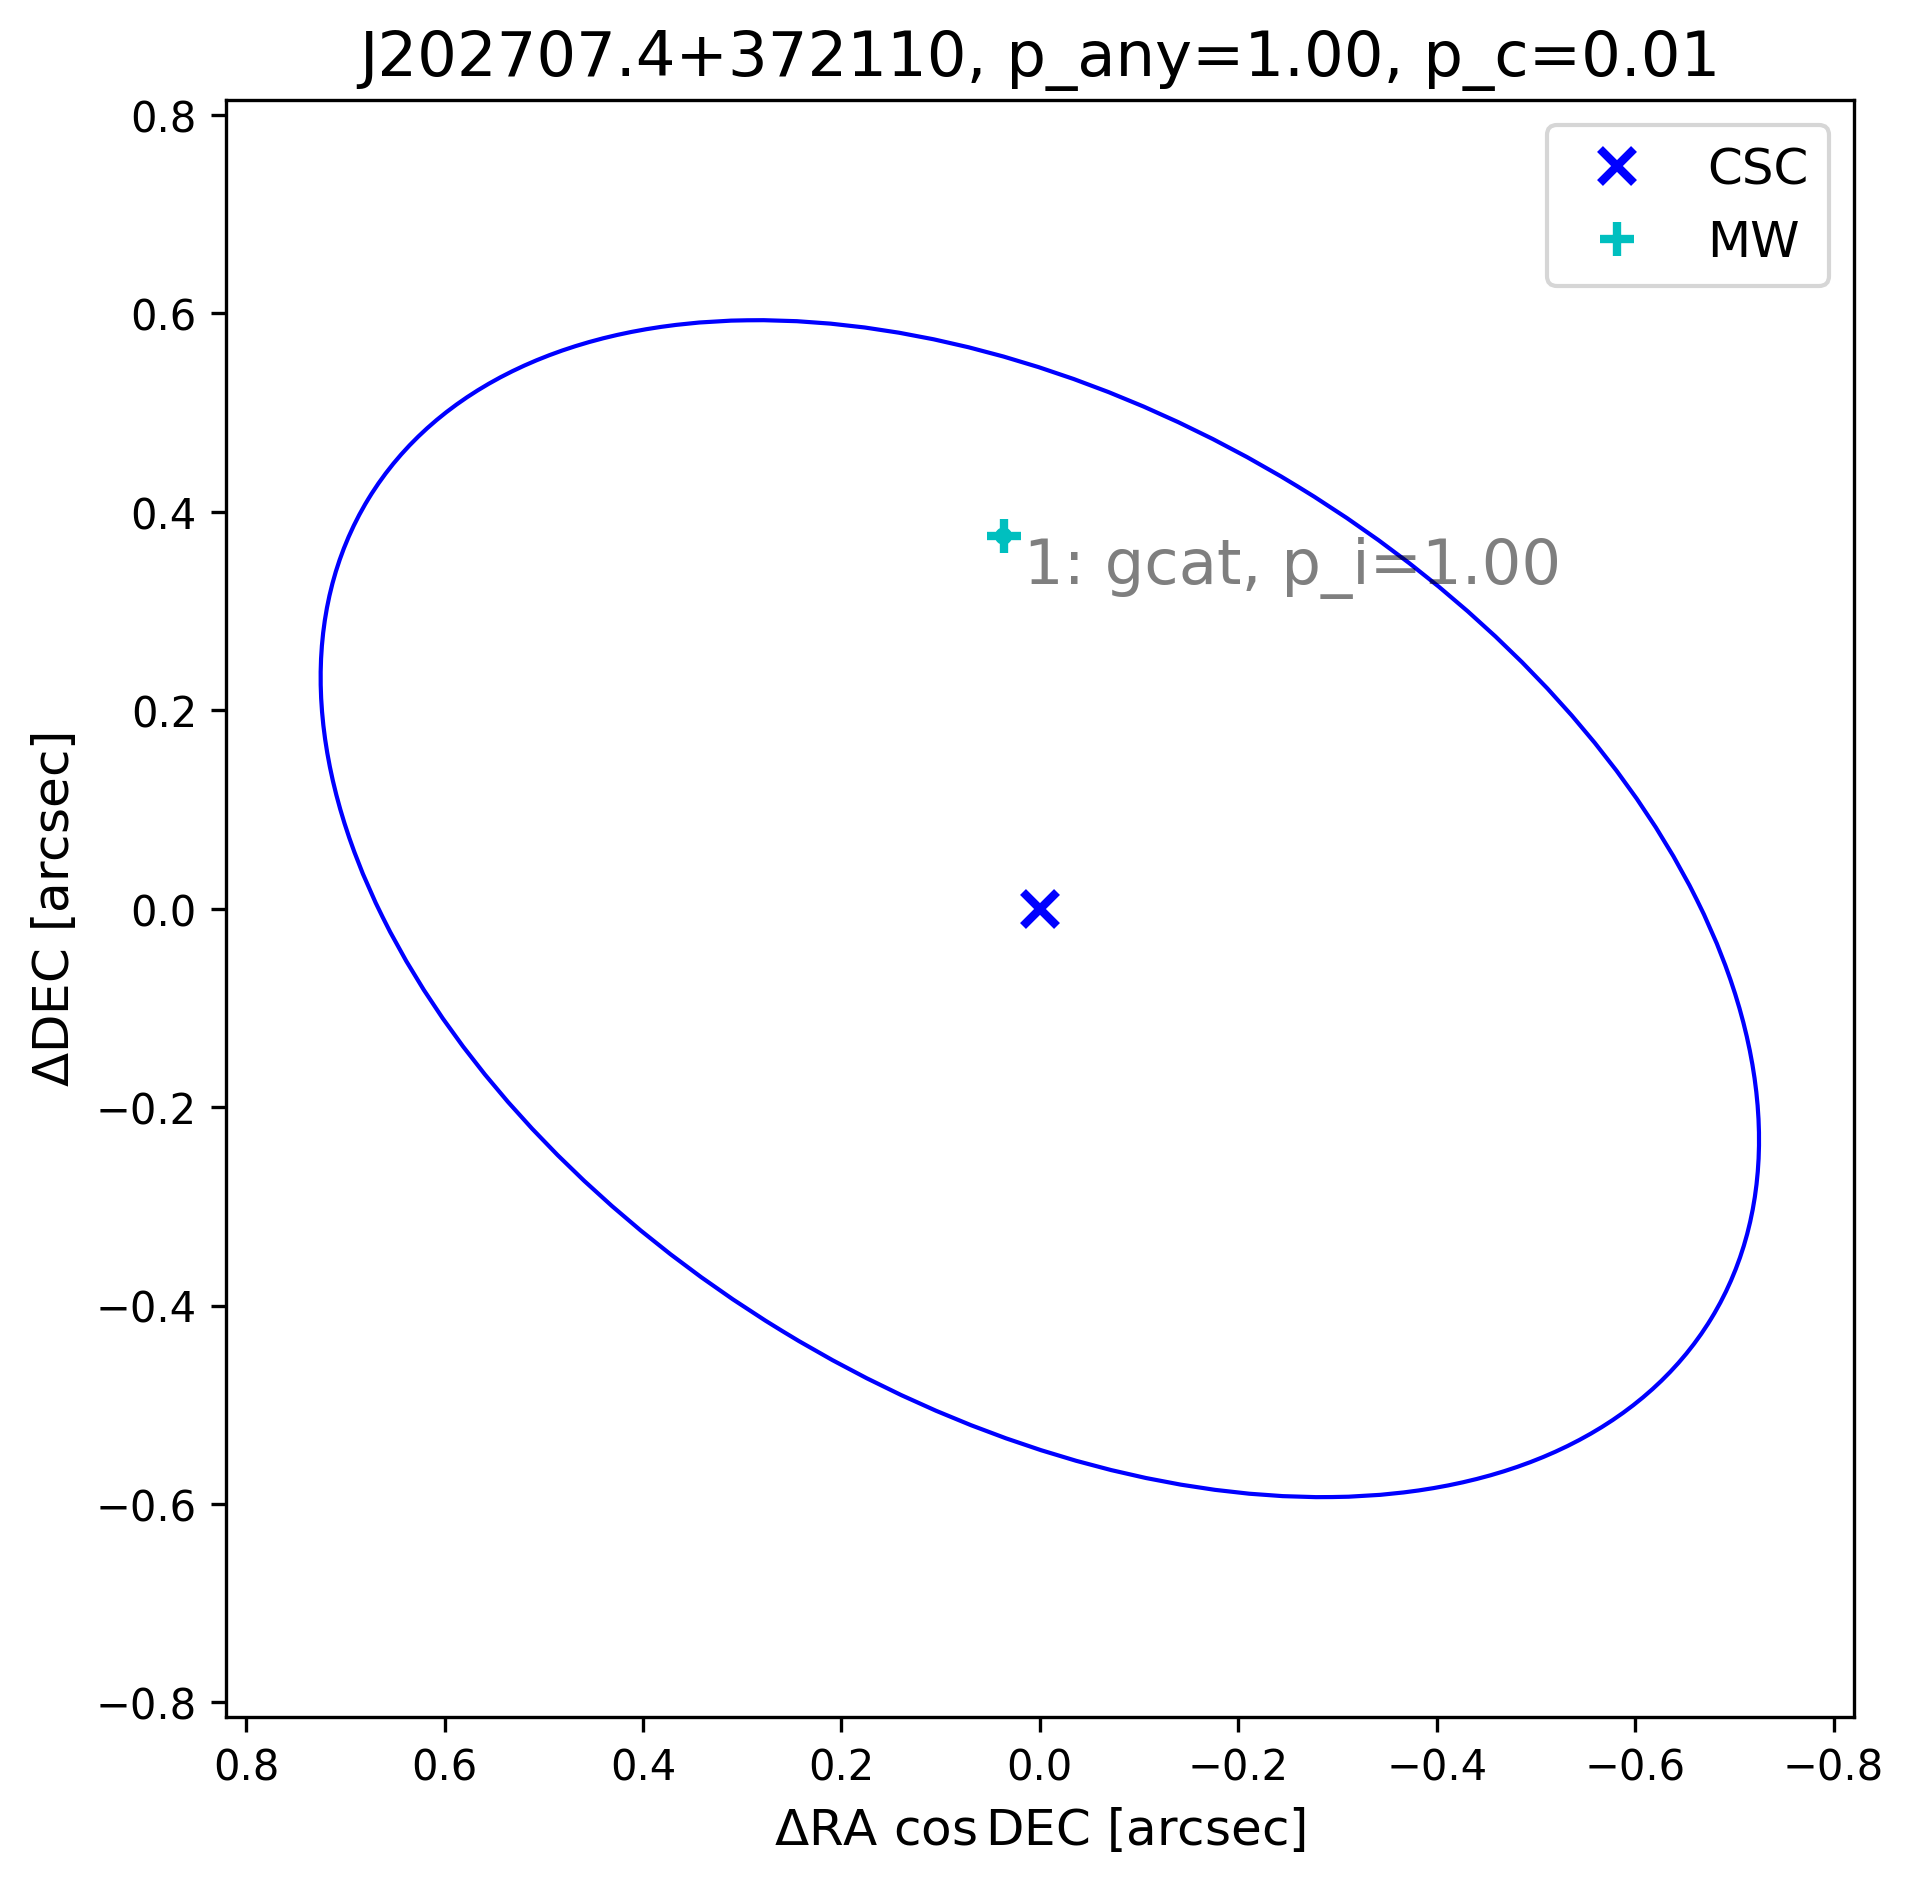 J202707.4+372110, p_any=1.00, p_c=0.01
CSC
MW
1: gcat, p_i=1.00
0.8
0.6
0.4
0.2
0.0
−0.2
−0.4
−0.6
−0.8
ΔDEC [arcsec]
0.8 0.6 0.4 0.2 0.0 −0.2 −0.4 −0.6 −0.8
ΔRA cos DEC [arcsec]